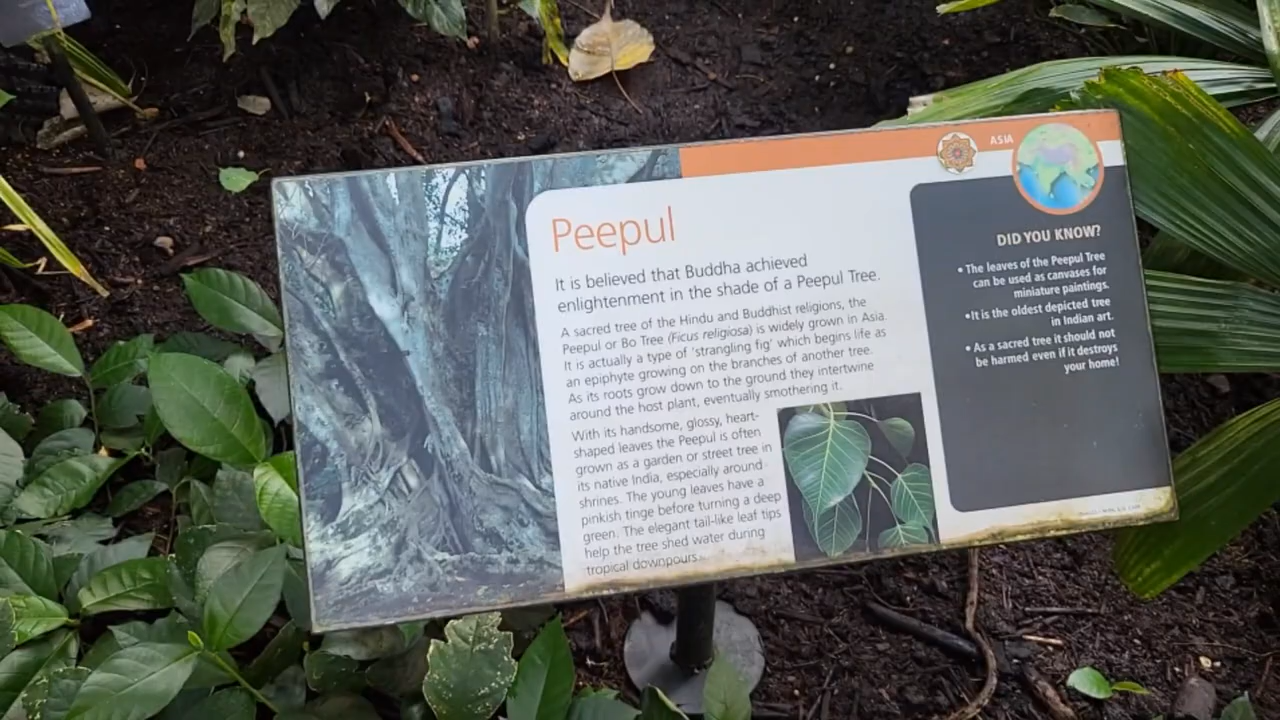 Peepul
It is believed that Buddha achieved
enlightenment in the shade of a Peepul Tree.
A sacred tree of the Hindu and Buddhist religions, the
Peepul or Bo Tree (Ficus religiosa) is widely grown in Asia.
It is actually a type of 'strangling fig' which begins life as
an epiphyte growing on the branches of another tree.
As its roots grow down to the ground they intertwine
around the host plant, eventually smothering it.
With its handsome, glossy, heart-
shaped leaves the Peepul is often
grown as a garden or street tree in
its native India, especially around
shrines. The young leaves have a
pinkish tinge before turning a deep
green. The elegant tail-like leaf tips
help the tree shed water during
tropical downpours.
ASIA
DID YOU KNOW?
• The leaves of the Peepul Tree
can be used as canvases for
miniature paintings.
• It is the oldest depicted tree
in Indian art.
• As a sacred tree it should not
be harmed even if it destroys
your home!